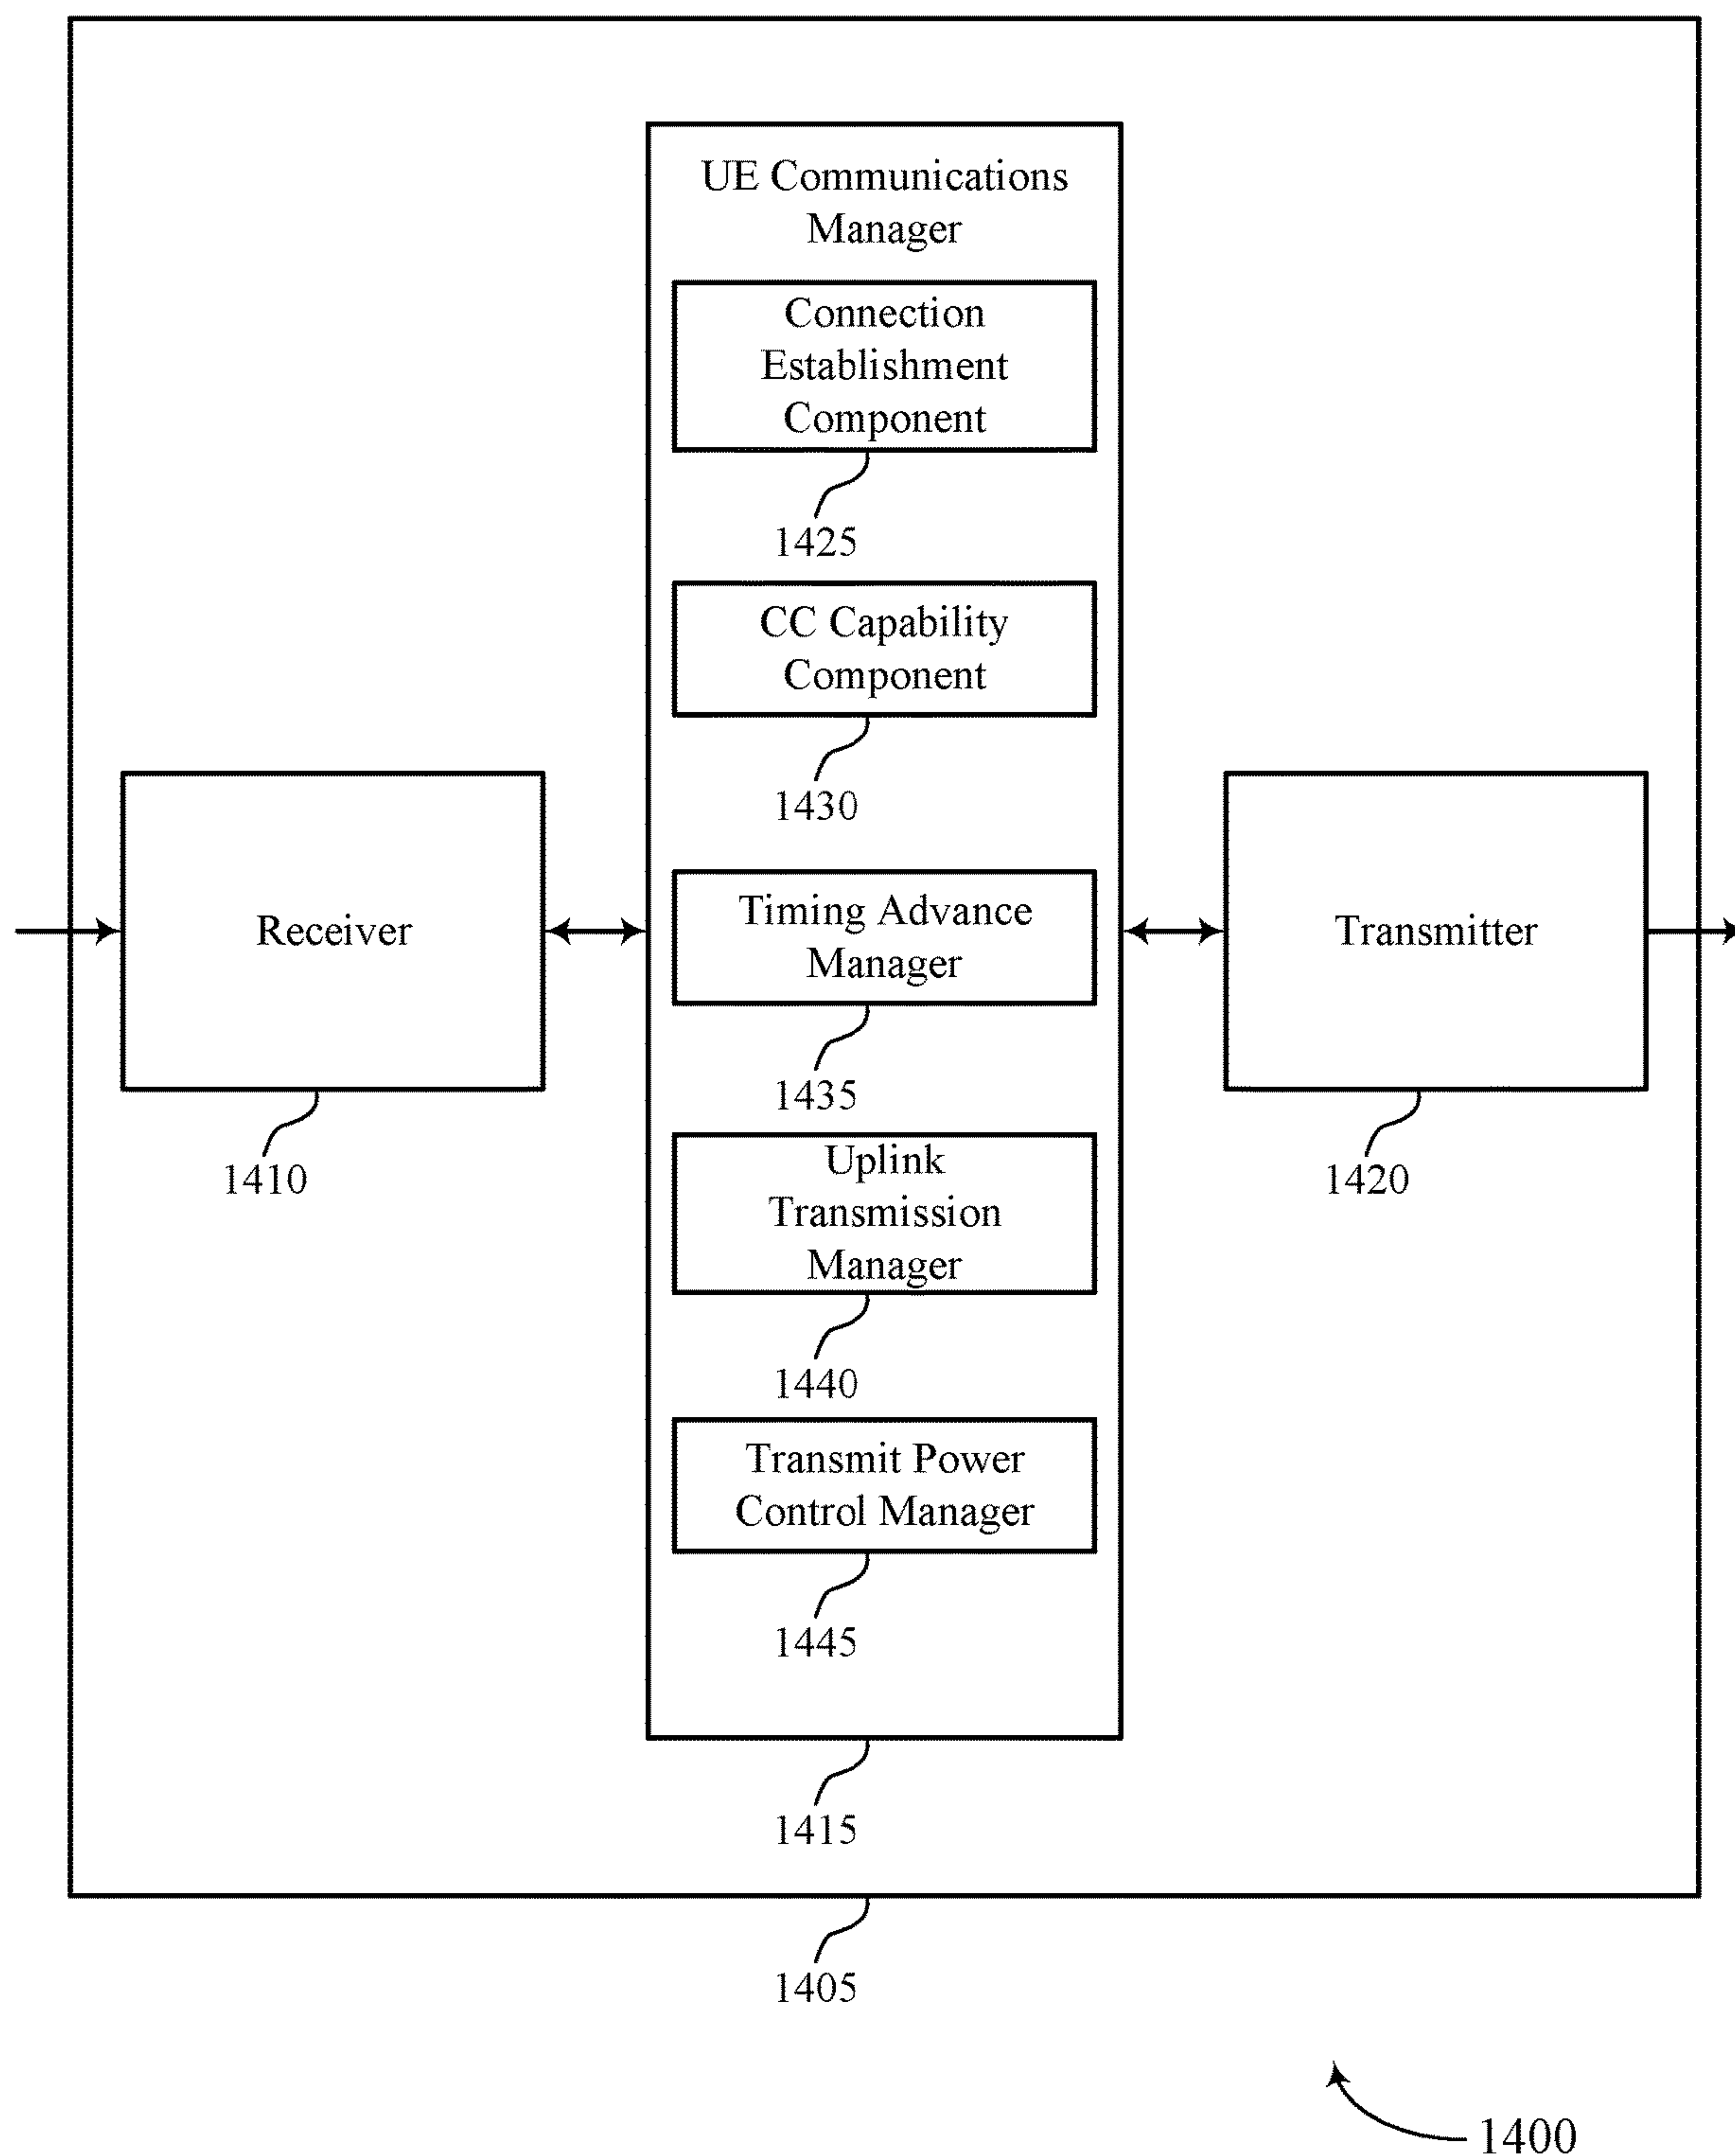 UE Communications
Manager
Connection
Establishment
Component
1425
CC Capability
Component
1430
Receiver
1410
Timing Advance
Manager
1435
Transmitter
1420
Uplink
Transmission
Manager
1440
Transmit Power
Control Manager
1445
1415
1405
1400